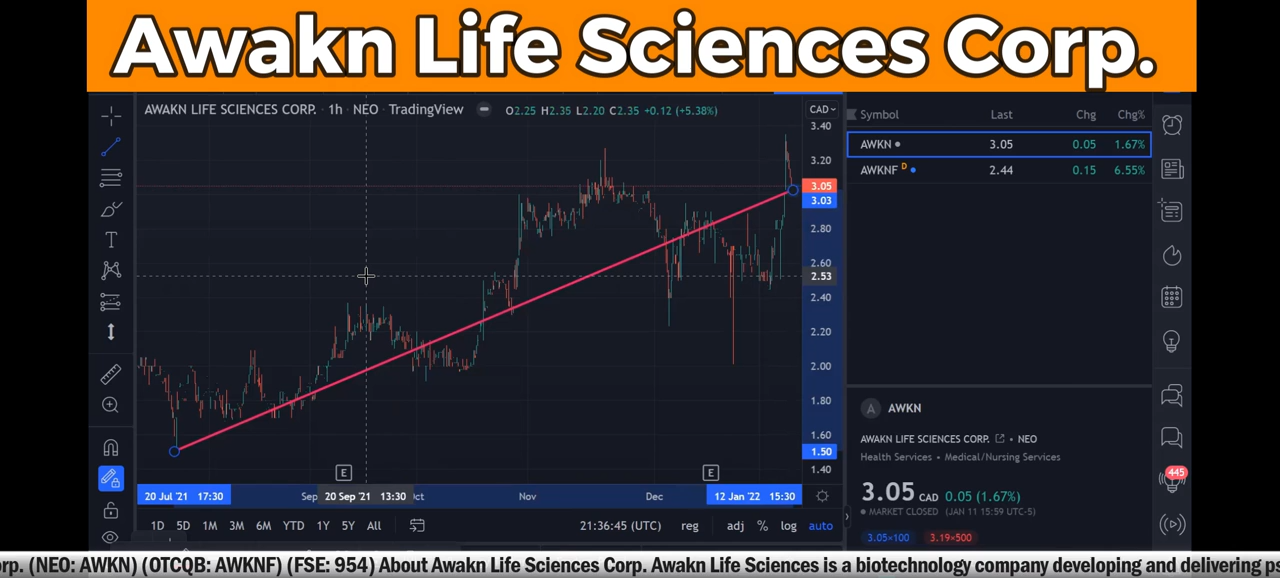 Awakn Life Sciences Corp.
AWAKN LIFE SCIENCES CORP. · 1h · NEO · TradingView
O2.25 H2.35 L2.20 C2.35 +0.12 (+5.38%)
CAD
3.40
3.20
3.05
3.03
2.80
2.60
2.53
2.40
2.20
2.00
1.80
1.60
1.50
1.40
E
E
20 Jul '21 17:30
Sep
20 Sep '21 13:30
Oct
Nov
Dec
12 Jan '22 15:30
1D 5D 1M 3M 6M YTD 1Y 5Y All
21:36:45 (UTC)
reg
adj % log auto
Symbol Last Chg Chg%
AWKN 3.05 0.05 1.67%
AWKNF D 2.44 0.15 6.55%
A AWKN
AWAKN LIFE SCIENCES CORP. • NEO
Health Services • Medical/Nursing Services
3.05 CAD 0.05 (1.67%)
MARKET CLOSED (JAN 11 15:59 UTC-5)
3.05×100 3.19×500
T
445
rp. (NEO: AWKN) (OTCQB: AWKNF) (FSE: 954) About Awakn Life Sciences Corp. Awakn Life Sciences is a biotechnology company developing and delivering ps